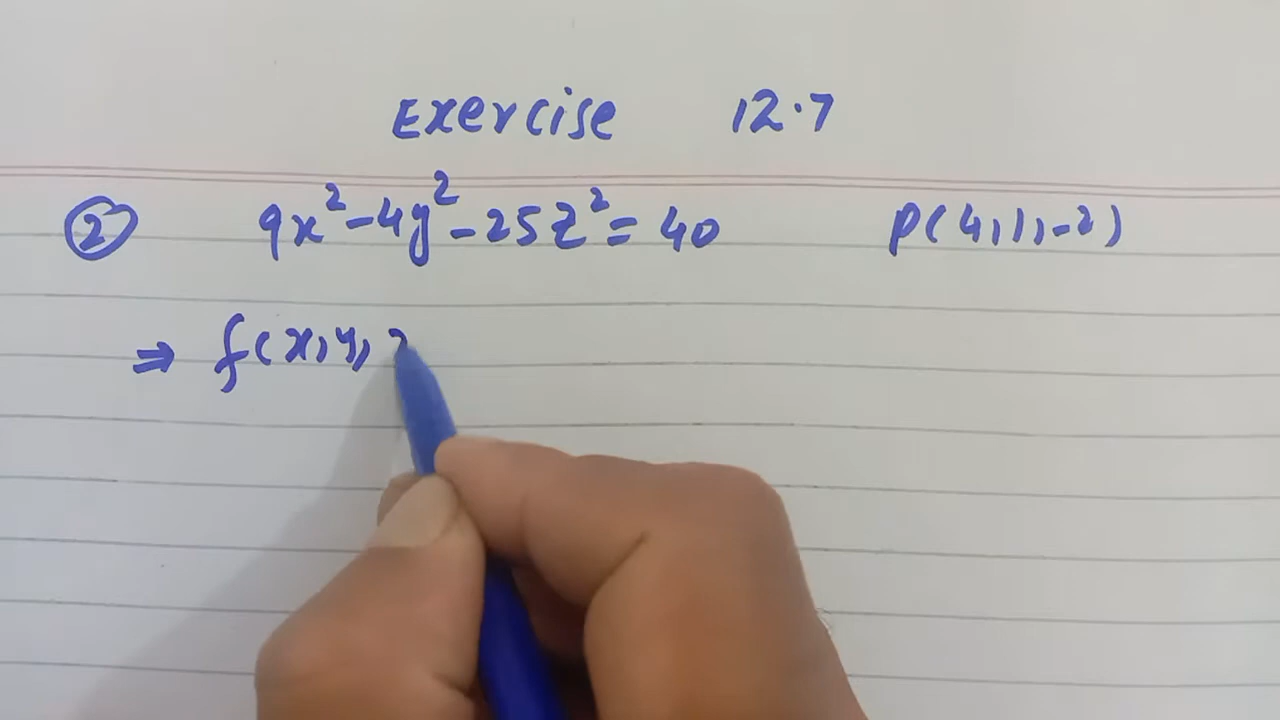 Exercise 12.7
② 9x²-4y²-25z²=40 P(4,1,-2)
⇒ f(x,y,